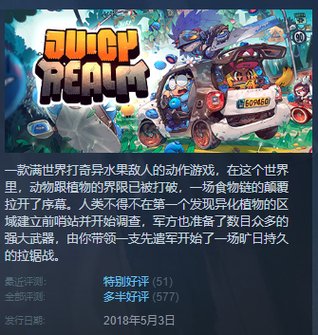 JUICY
REALM
一款满世界打奇异水果敌人的动作游戏，在这个世界
里，动物跟植物的界限已被打破，一场食物链的颠覆
拉开了序幕。人类不得不在第一个发现异化植物的区
域建立前哨站并开始调查，军方也准备了数目众多的
强大武器，由你带领一支先遣军开始了一场旷日持久
的拉锯战。
最近评测: 特别好评 (51)
全部评测: 多半好评 (577)
发行日期: 2018年5月3日